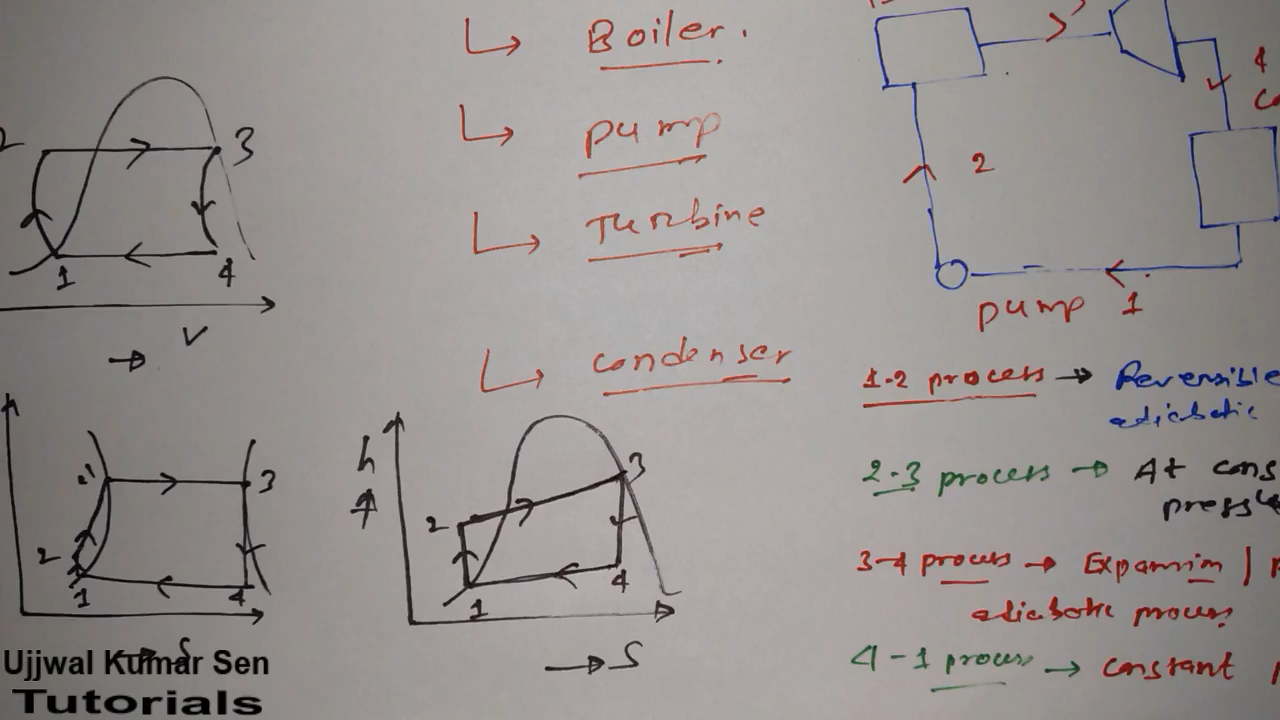 Boiler.
pump
Turbine
condenser
2
3
1
4
V
2'
3
2
1
4
S
h
3
2
1
4
S
2
4
pump 1
1-2 process → Reversible
adiabatic
2-3 process → At cons
press
3-4 process → Expansion |
adiabatic process
4-1 process → constant
Ujjwal Kumar Sen
Tutorials